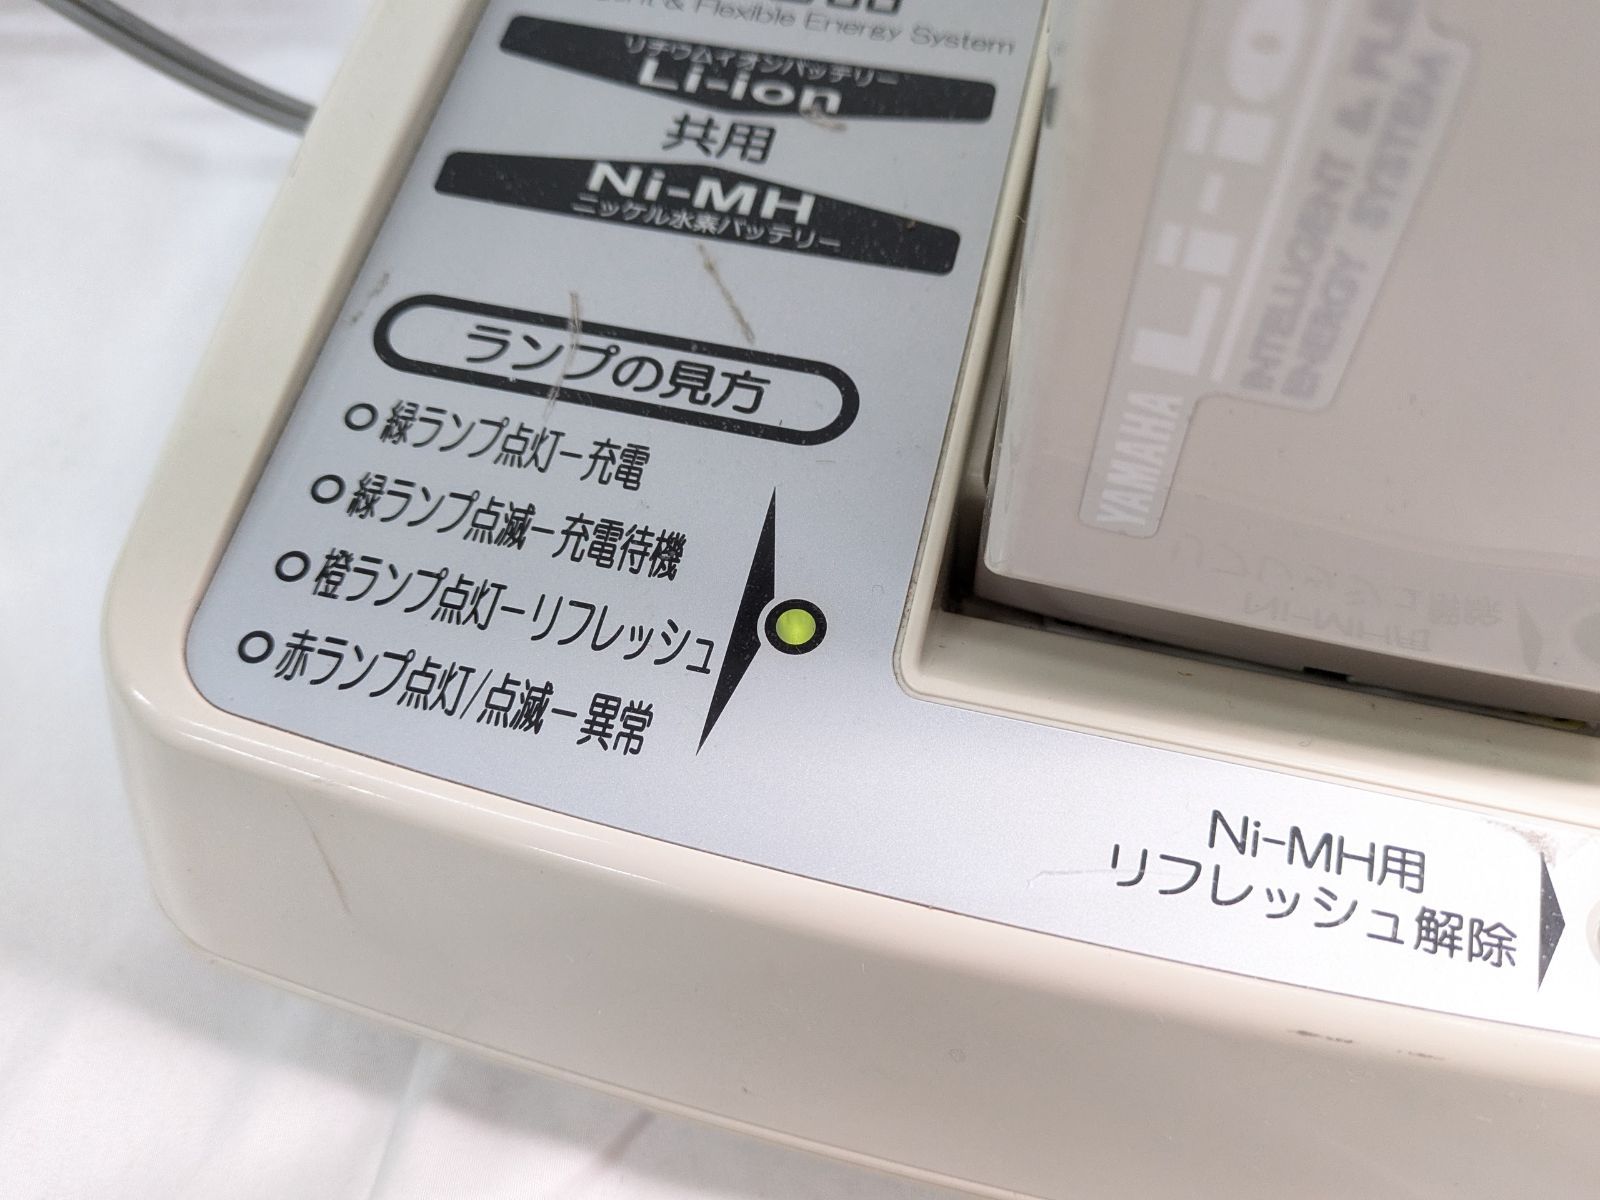 & Flexible Energy System
リチウムイオンバッテリー
Li-ion
共用
Ni-MH
ニッケル水素バッテリー
ランプの見方
緑ランプ点灯ー充電
緑ランプ点滅ー充電待機
橙ランプ点灯ーリフレッシュ
赤ランプ点灯/点滅ー異常
Ni-MH用
リフレッシュ解除
YAMAHA
Li-io
INTELLIGENT &
ENERGY SYSTEM